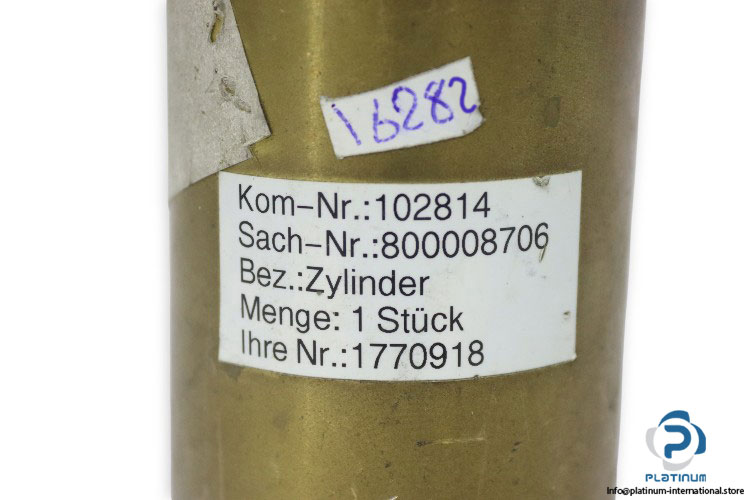 16282
Kom-Nr.:102814
Sach-Nr.:800008706
Bez.:Zylinder
Menge: 1 Stück
Ihre Nr.:1770918
PLATINUM
Info@platinum-international.store